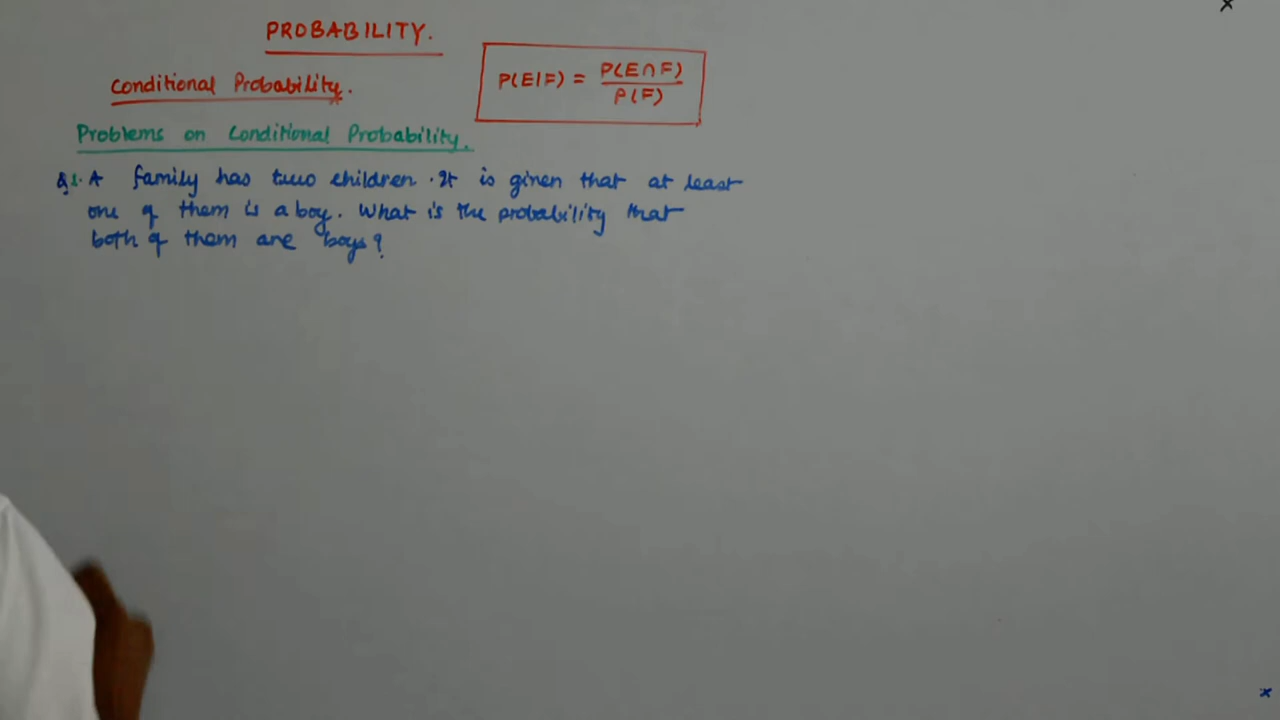 PROBABILITY.
Conditional Probability.
P(E|F) = P(E∩F) / P(F)
Problems on Conditional Probability.
Q1. A family has two children. It is given that at least
one of them is a boy. What is the probability that
both of them are boys?
x
x